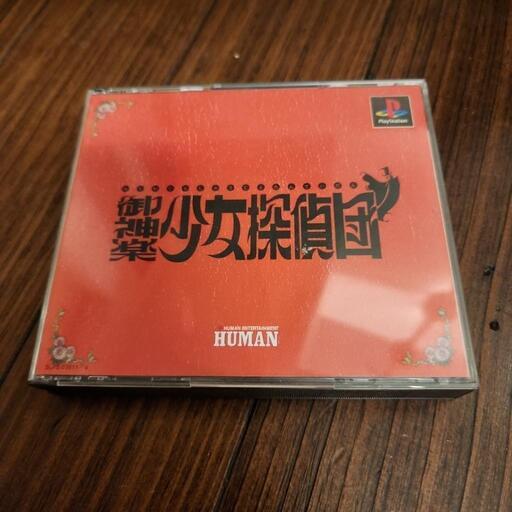 PlayStation
御神楽少女探偵団
HUMAN ENTERTAINMENT
HUMAN